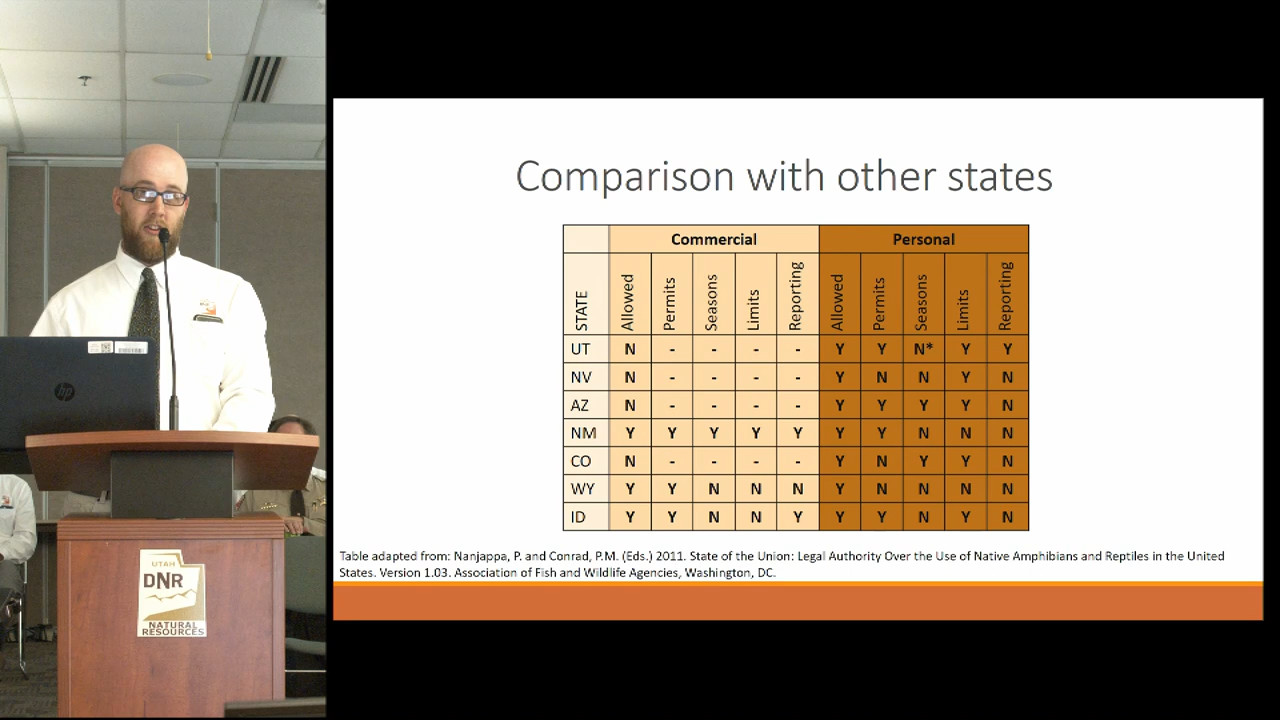 Comparison with other states
Commercial Personal
STATE Allowed Permits Seasons Limits Reporting Allowed Permits Seasons Limits Reporting
UT N - - - - Y Y N* Y Y
NV N - - - - Y N N Y N
AZ N - - - - Y Y Y Y N
NM Y Y Y Y Y Y Y N N N
CO N - - - - Y N Y Y N
WY Y Y N N N Y N N N N
ID Y Y N N Y Y Y N Y N
Table adapted from: Nanjappa, P. and Conrad, P.M. (Eds.) 2011. State of the Union: Legal Authority Over the Use of Native Amphibians and Reptiles in the United
States. Version 1.03. Association of Fish and Wildlife Agencies, Washington, DC.
hp
UTAH
DNR
NATURAL
RESOURCES